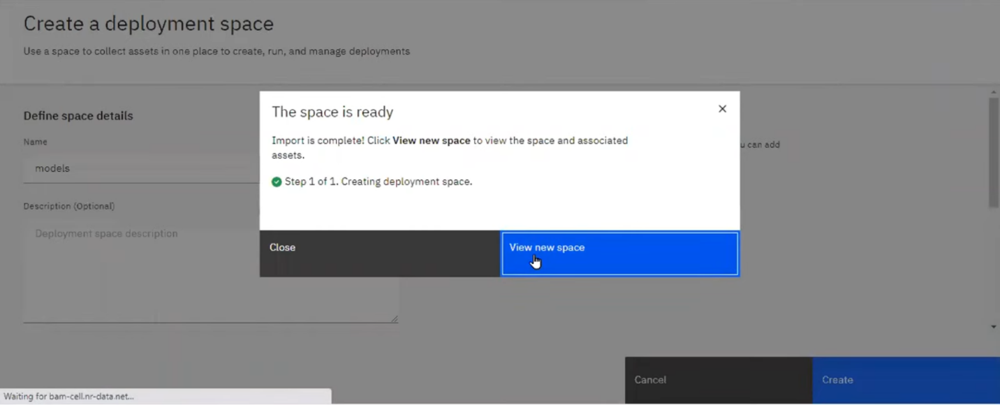 Create a deployment space
Use a space to collect assets in one place to create, run, and manage deployments
Define space details
Name
models
Description (Optional)
Deployment space description
The space is ready
Import is complete! Click View new space to view the space and associated
assets.
Step 1 of 1. Creating deployment space.
Close
View new space
can add
Cancel
Create
Waiting for bam-cell.nr-data.net...